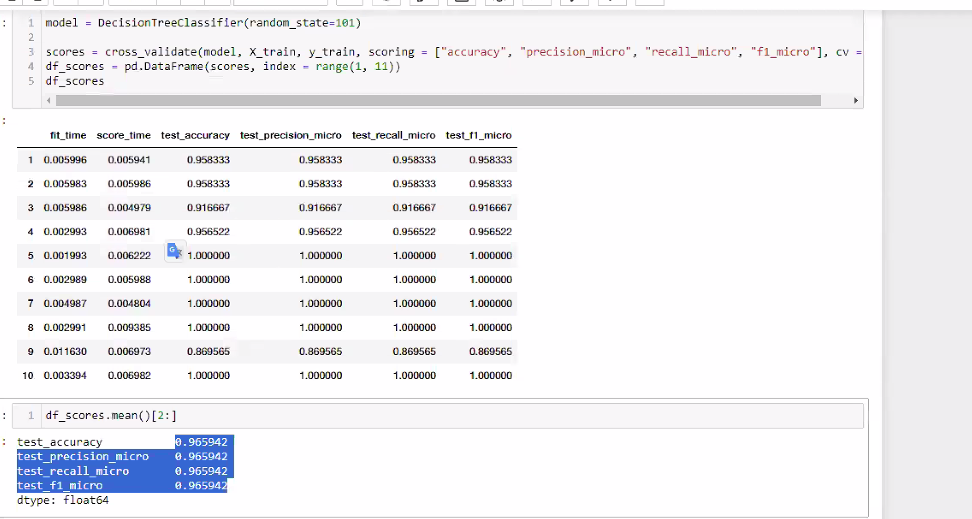 : 1 model = DecisionTreeClassifier(random_state=101)
2
3 scores = cross_validate(model, X_train, y_train, scoring = ["accuracy", "precision_micro", "recall_micro", "f1_micro"], cv =
4 df_scores = pd.DataFrame(scores, index = range(1, 11))
5 df_scores
:
fit_time score_time test_accuracy test_precision_micro test_recall_micro test_f1_micro
1 0.005996 0.005941 0.958333 0.958333 0.958333 0.958333
2 0.005983 0.005986 0.958333 0.958333 0.958333 0.958333
3 0.005986 0.004979 0.916667 0.916667 0.916667 0.916667
4 0.002993 0.006981 0.956522 0.956522 0.956522 0.956522
5 0.001993 0.006222 1.000000 1.000000 1.000000 1.000000
6 0.002989 0.005988 1.000000 1.000000 1.000000 1.000000
7 0.004987 0.004804 1.000000 1.000000 1.000000 1.000000
8 0.002991 0.009385 1.000000 1.000000 1.000000 1.000000
9 0.011630 0.006973 0.869565 0.869565 0.869565 0.869565
10 0.003394 0.006982 1.000000 1.000000 1.000000 1.000000
: 1 df_scores.mean()[2:]
: test_accuracy 0.965942
test_precision_micro 0.965942
test_recall_micro 0.965942
test_f1_micro 0.965942
dtype: float64